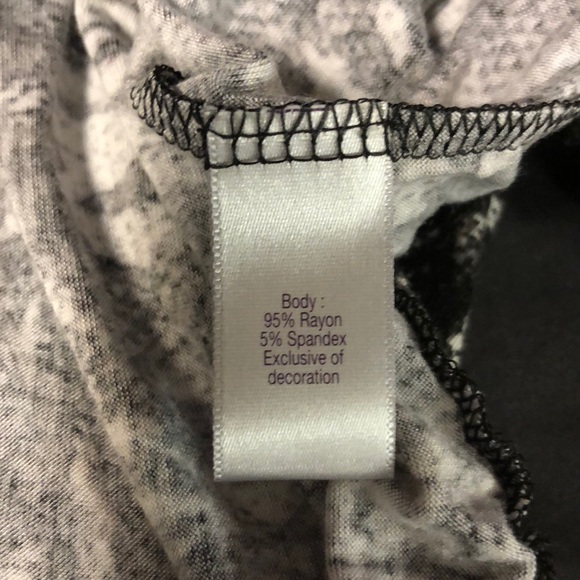 Body :
95% Rayon
5% Spandex
Exclusive of
decoration